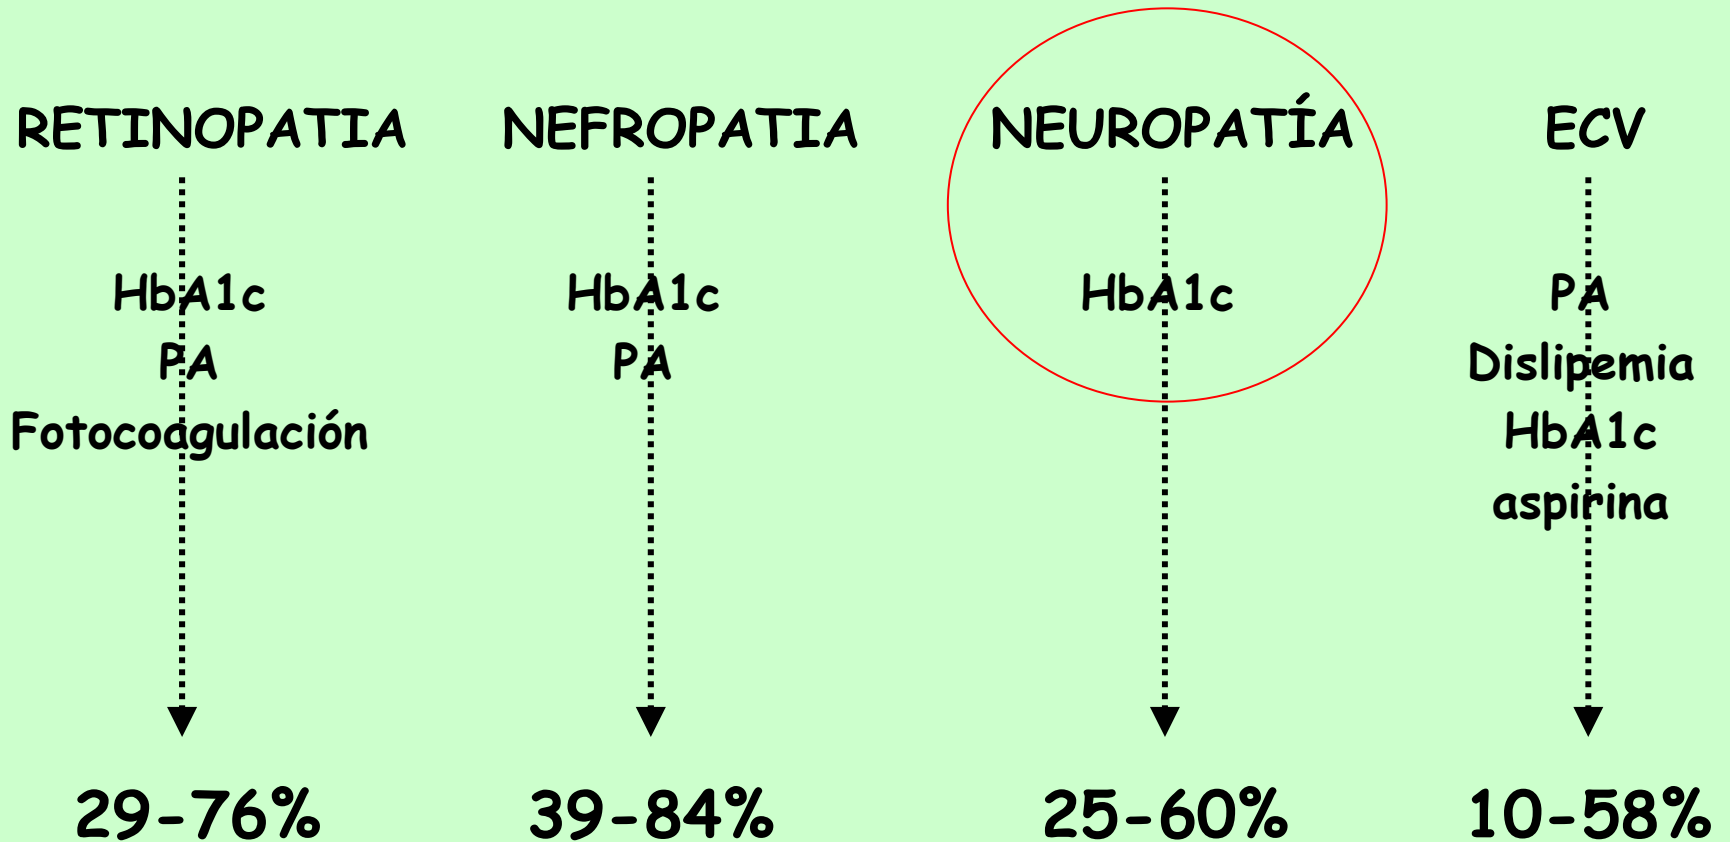 RETINOPATIA NEFROPATIA NEUROPATÍA ECV
HbA1c HbA1c HbA1c PA
PA PA Dislipemia
Fotocoagulación HbA1c
aspirina
29-76% 39-84% 25-60% 10-58%